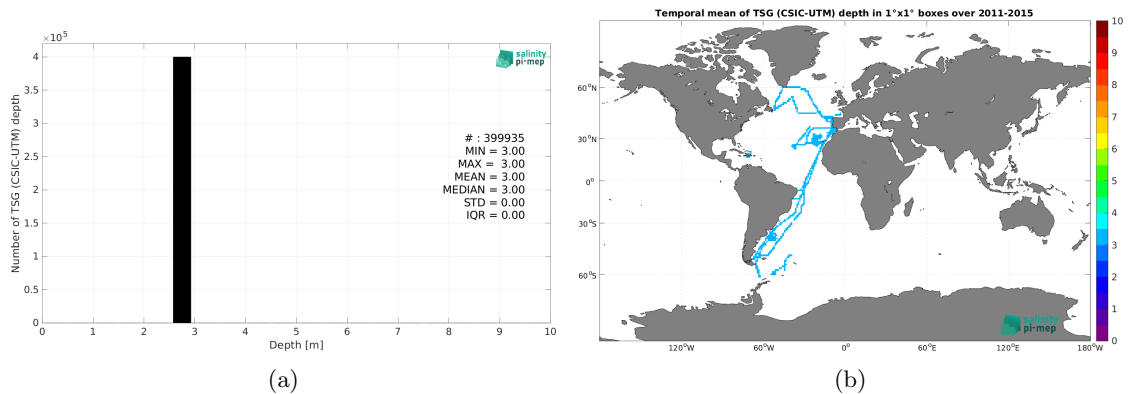 ×10⁵
4
3.5
3
2.5
2
1.5
1
0.5
0
Number of TSG (CSIC-UTM) depth
salinity
pi-mep
# : 399935
MIN = 3.00
MAX = 3.00
MEAN = 3.00
MEDIAN = 3.00
STD = 0.00
IQR = 0.00
0 1 2 3 4 5 6 7 8 9 10
Depth [m]
(a)
Temporal mean of TSG (CSIC-UTM) depth in 1°x1° boxes over 2011-2015
60°N
30°N
0°
30°S
60°S
120°W 60°W 0° 60°E 120°E 180°W
salinity
pi-mep
10
9
8
7
6
5
4
3
2
1
0
(b)